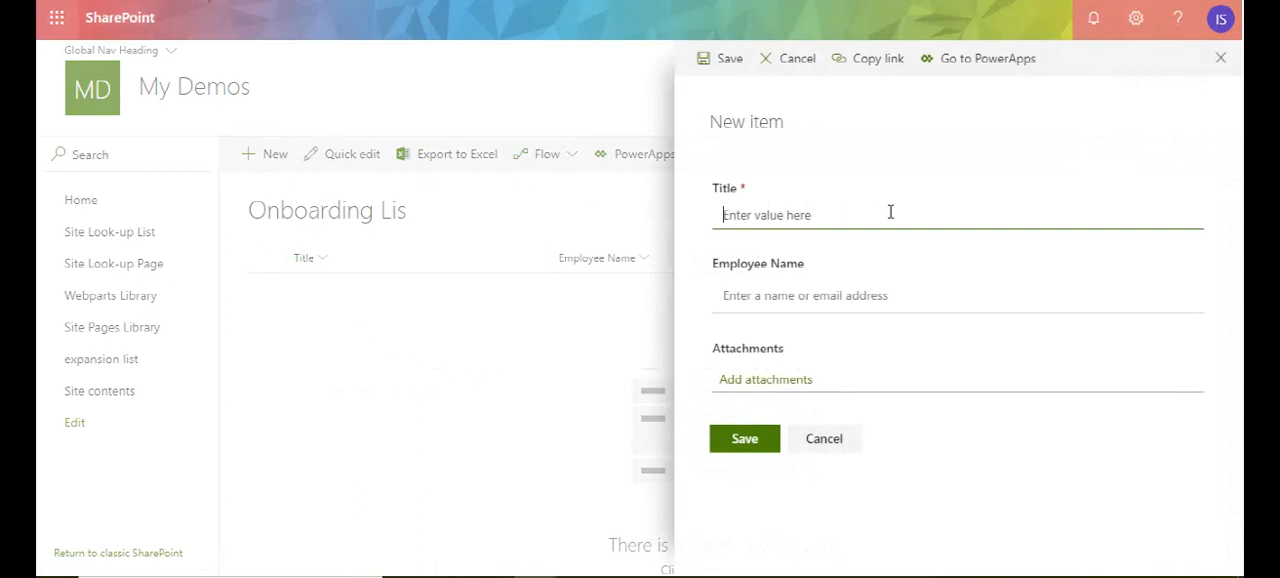 SharePoint
IS
Global Nav Heading
MD
My Demos
Save
Cancel
Copy link
Go to PowerApps
New item
Search
New
Quick edit
Export to Excel
Flow
PowerApps
Home
Site Look-up List
Site Look-up Page
Webparts Library
Site Pages Library
expansion list
Site contents
Edit
Return to classic SharePoint
Onboarding Lis
Title
Employee Name
There is
Cli
Title *
Enter value here
Employee Name
Enter a name or email address
Attachments
Add attachments
Save
Cancel